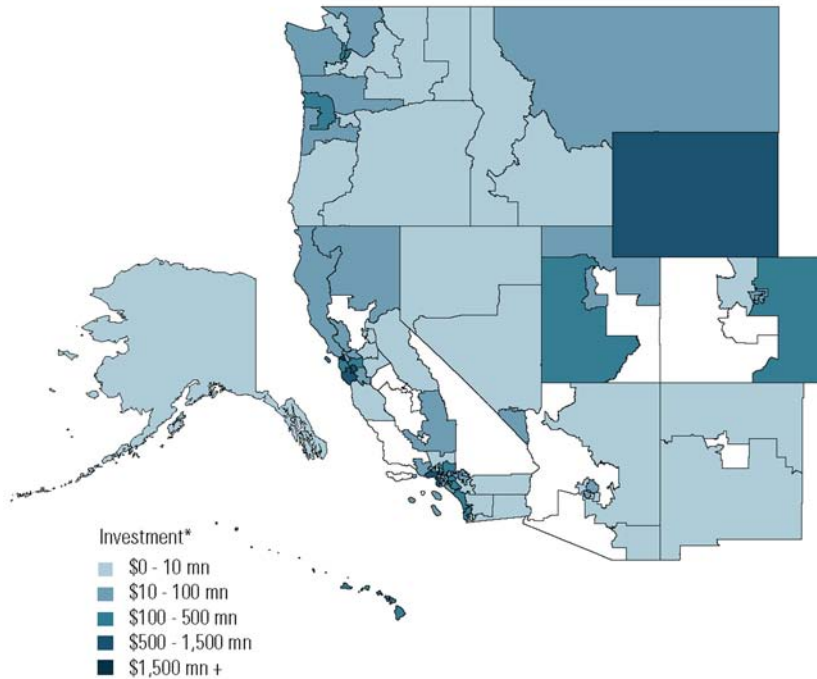 Investment*
$0 - 10 mn
$10 - 100 mn
$100 - 500 mn
$500 - 1,500 mn
$1,500 mn +